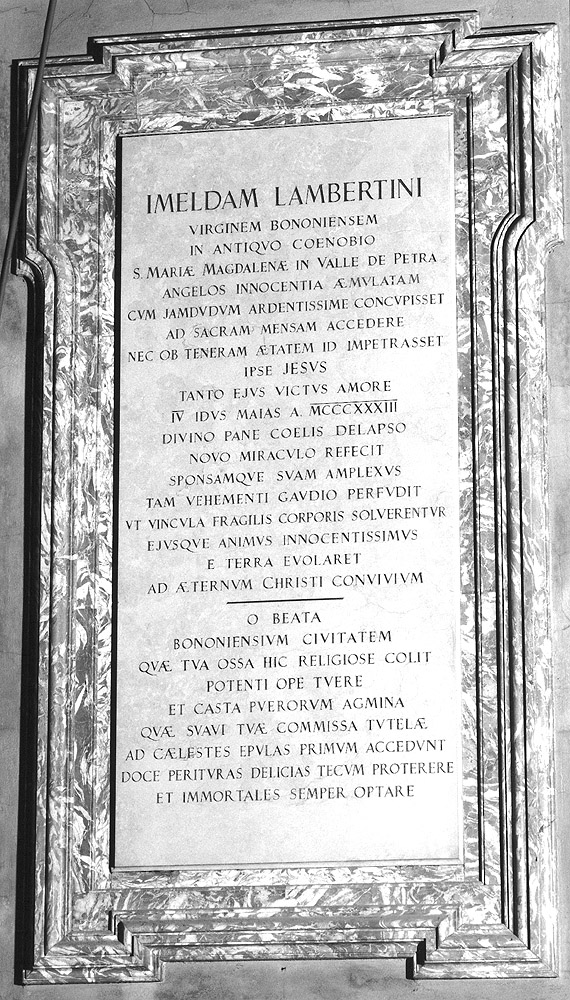 IMELDAM LAMBERTINI
VIRGINEM BONONIENSEM
IN ANTIQVO COENOBIO
S. MARIÆ MAGDALENÆ IN VALLE DE PETRA
ANGELOS INNOCENTIA ÆMVLATAM
CVM JAMDVDVM ARDENTISSIME CONCVPISSET
AD SACRAM MENSAM ACCEDERE
NEC OB TENERAM ÆTATEM ID IMPETRASSET
IPSE JESVS
TANTO EJVS VICTVS AMORE
IV IDVS MAIAS A. MCCCXXXIII
DIVINO PANE COELIS DELAPSO
NOVO MIRACVLO REFECIT
SPONSAMQVE SVAM AMPLEXVS
TAM VEHEMENTI GAVDIO PERFVDIT
VT VINCVLA FRAGILIS CORPORIS SOLVERENTVR
EJVSQVE ANIMVS INNOCENTISSIMVS
E TERRA EVOLARET
AD ÆTERNVM CHRISTI CONVIVIVM
O BEATA
BONONIENSIVM CIVITATEM
QVÆ TVA OSSA HIC RELIGIOSE COLIT
POTENTI OPE TVERE
ET CASTA PVERORVM AGMINA
QVÆ SVAVI TVÆ COMMISSA TVTELÆ
AD CÆLESTES EPVLAS PRIMVM ACCEDVNT
DOCE PERITVRAS DELICIAS TECVM PROTERERE
ET IMMORTALES SEMPER OPTARE